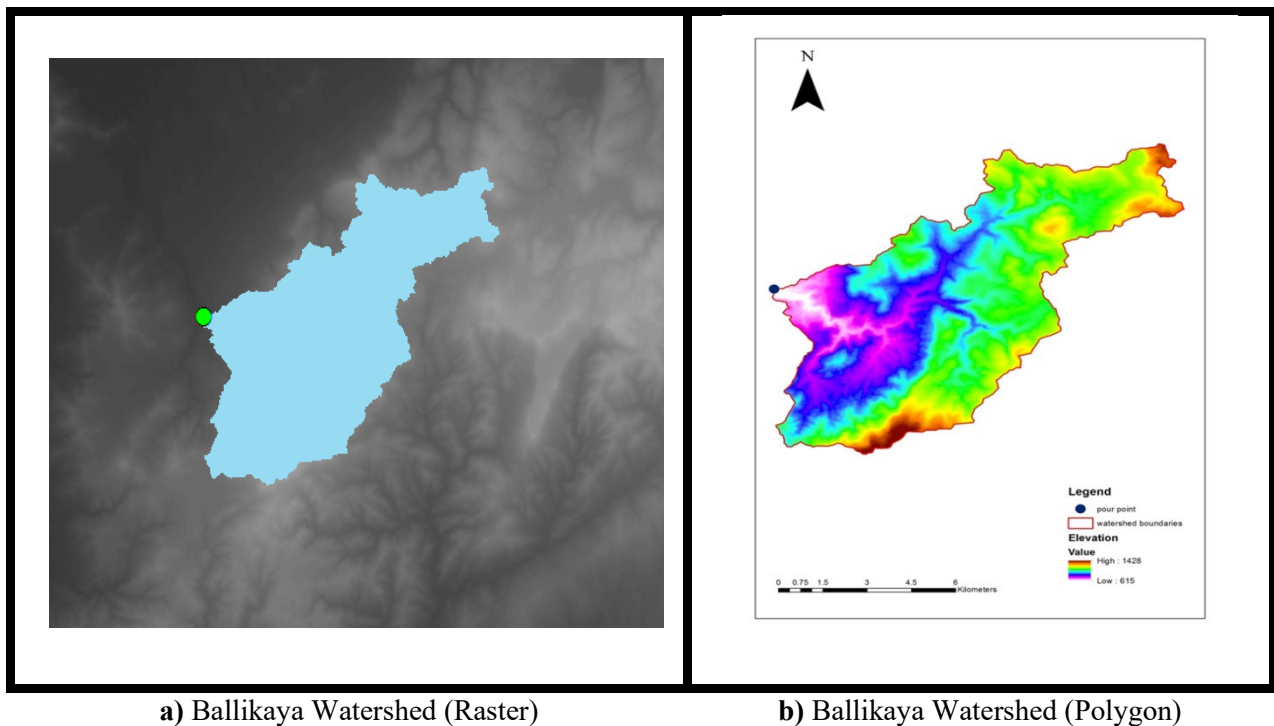 N
Legend
pour point
watershed boundaries
Elevation
Value
High : 1428
Low : 615
0 0.75 1.5 3 4.5 6
Kilometers
a) Ballikaya Watershed (Raster)
b) Ballikaya Watershed (Polygon)